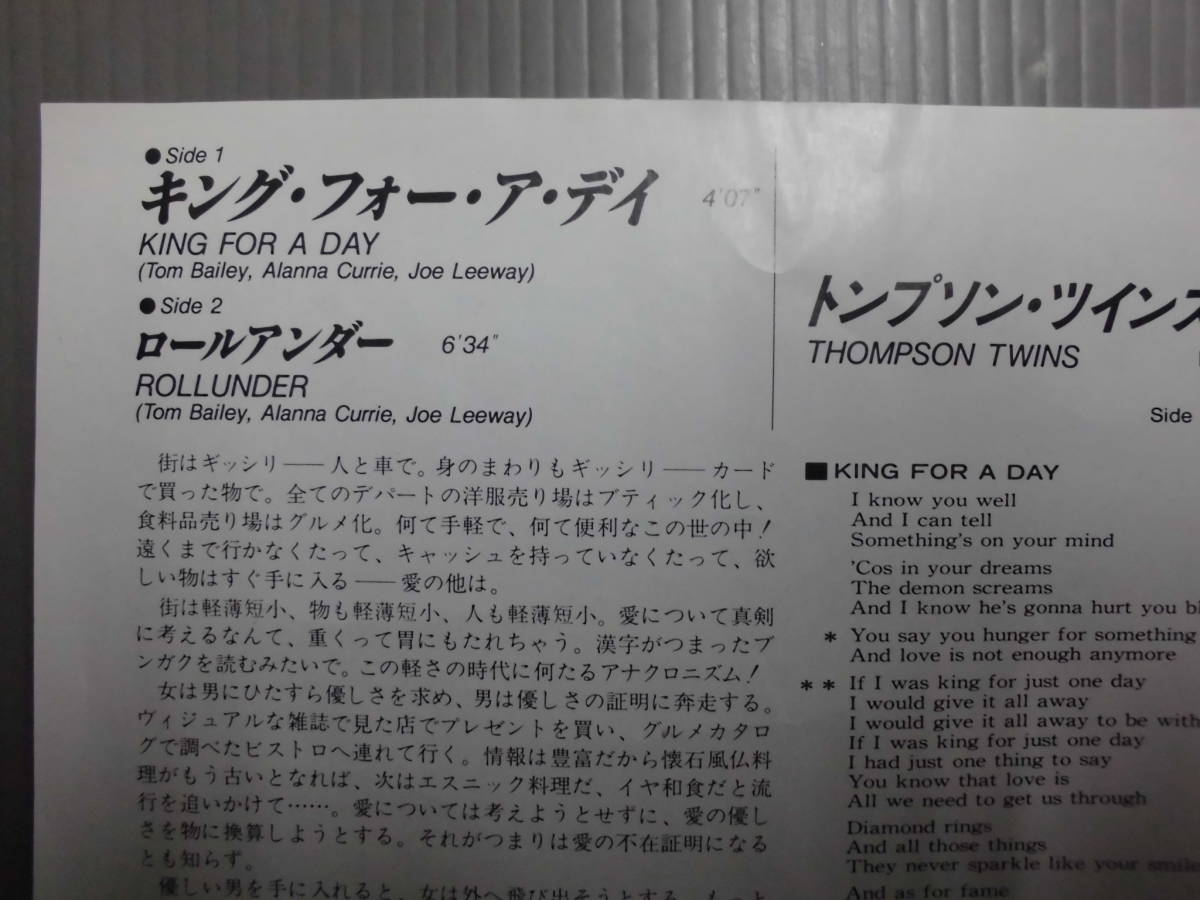 ● Side 1
キング・フォー・ア・デイ 4'07"
KING FOR A DAY
(Tom Bailey, Alanna Currie, Joe Leeway)
● Side 2
ロールアンダー 6'34"
ROLLUNDER
(Tom Bailey, Alanna Currie, Joe Leeway)
街はギッシリ──人と車で。身のまわりもギッシリ──カード
で買った物で。全てのデパートの洋服売り場はブティック化し、
食料品売り場はグルメ化。何て手軽で、何て便利なこの世の中!
遠くまで行かなくたって、キャッシュを持っていなくたって、欲
しい物はすぐ手に入る──愛の他は。
街は軽薄短小、物も軽薄短小、人も軽薄短小。愛について真剣
に考えるなんて、重くって胃にもたれちゃう。漢字がつまったブ
ンガクを読むみたいで。この軽さの時代に何たるアナクロニズム!
女は男にひたすら優しさを求め、男は優しさの証明に奔走する。
ヴィジュアルな雑誌で見た店でプレゼントを買い、グルメカタロ
グで調べたビストロへ連れて行く。情報は豊富だから懐石風仏料
理がもう古いとなれば、次はエスニック料理だ、イヤ和食だと流
行を追いかけて……。愛については考えようとせずに、愛の優し
さを物に換算しようとする。それがつまりは愛の不在証明になる
とも知らず。
優しい男を手に入れると、女は外へ飛び出そうとする。もっと
トンプソン・ツインズ
THOMPSON TWINS
Side
■ KING FOR A DAY
I know you well
And I can tell
Something's on your mind
'Cos in your dreams
The demon screams
And I know he's gonna hurt you
* You say you hunger for something
And love is not enough anymore
** If I was king for just one day
I would give it all away
I would give it all away to be with
If I was king for just one day
I had just one thing to say
You know that love is
All we need to get us through
Diamond rings
And all those things
They never sparkle like your smile
And as for fame